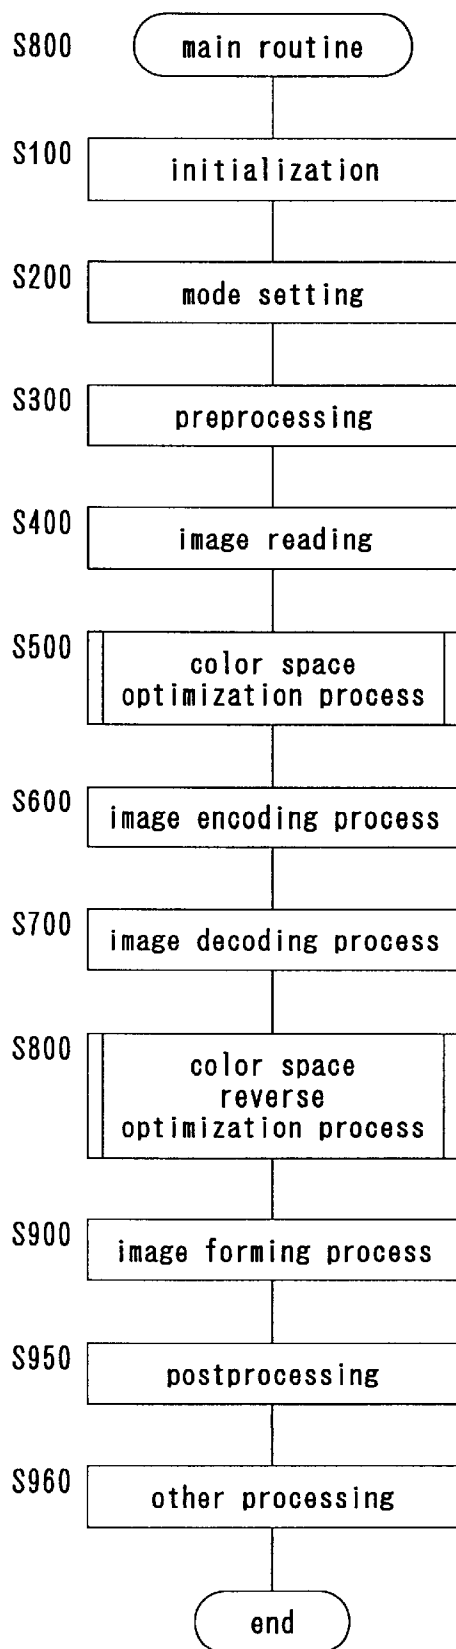 S800 main routine
S100 initialization
S200 mode setting
S300 preprocessing
S400 image reading
S500 color space
optimization process
S600 image encoding process
S700 image decoding process
S800 color space
reverse
optimization process
S900 image forming process
S950 postprocessing
S960 other processing
end